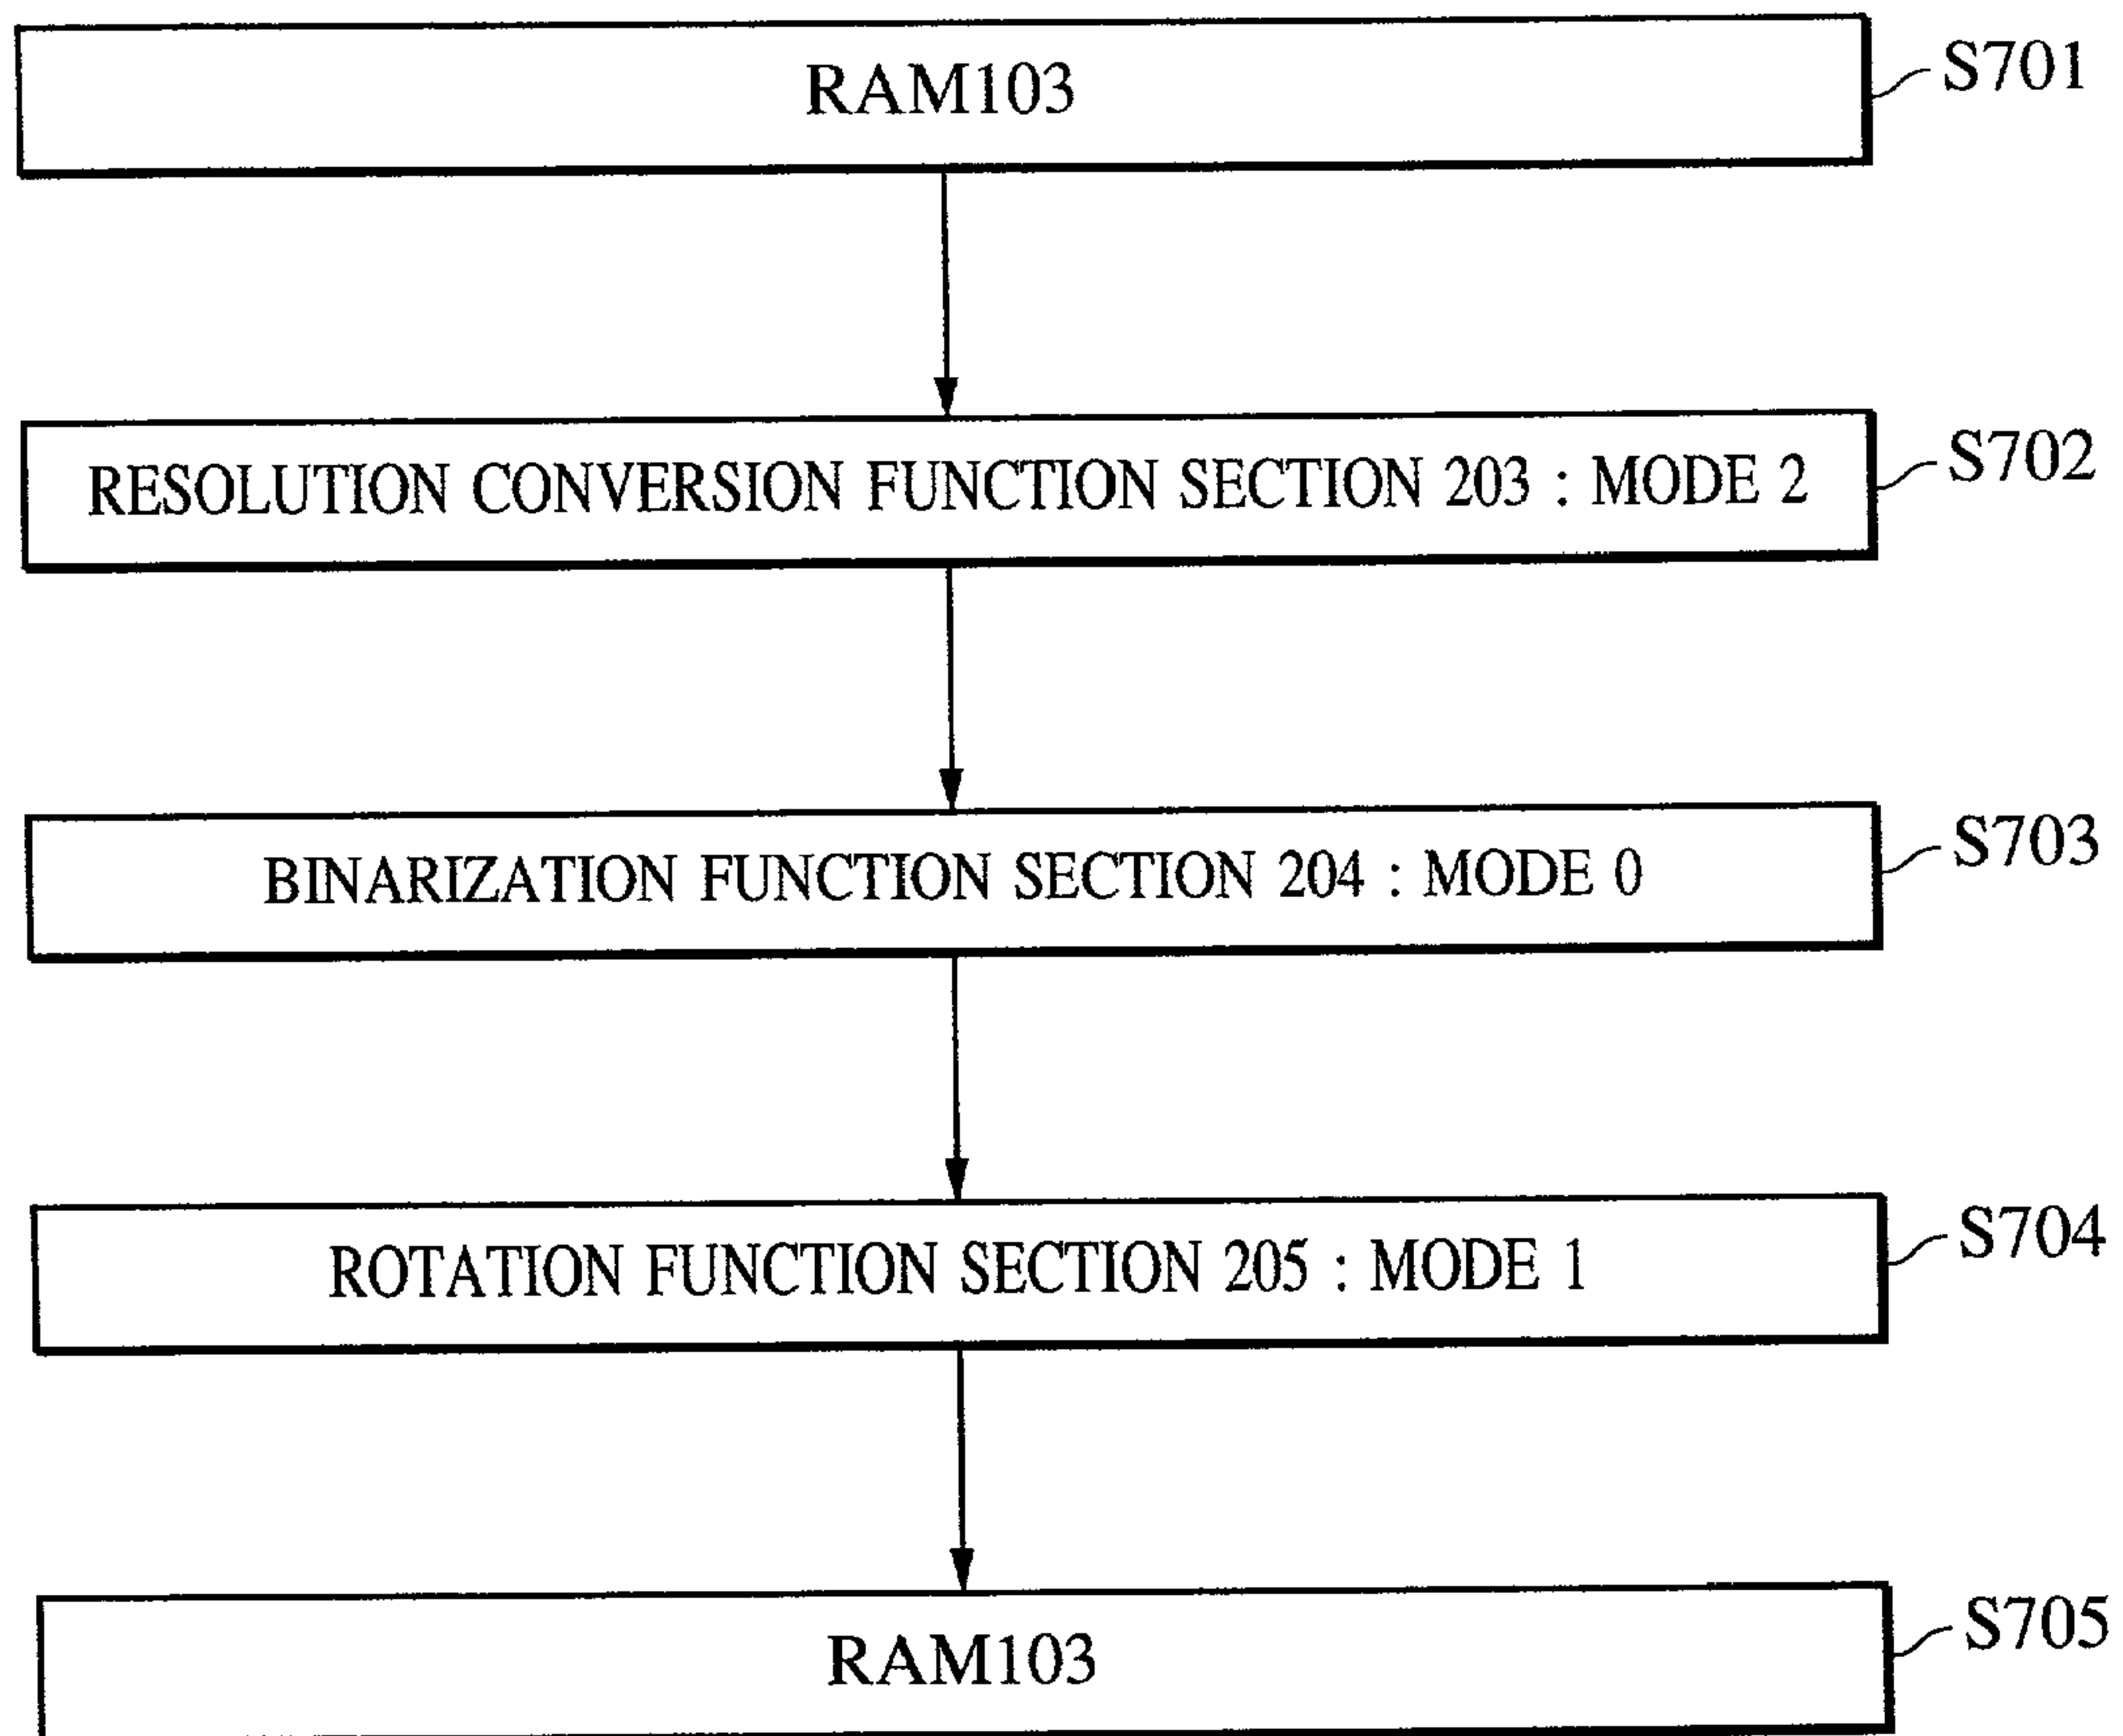 RAM103
S701
RESOLUTION CONVERSION FUNCTION SECTION 203 : MODE 2
S702
BINARIZATION FUNCTION SECTION 204 : MODE 0
S703
ROTATION FUNCTION SECTION 205 : MODE 1
S704
RAM103
S705